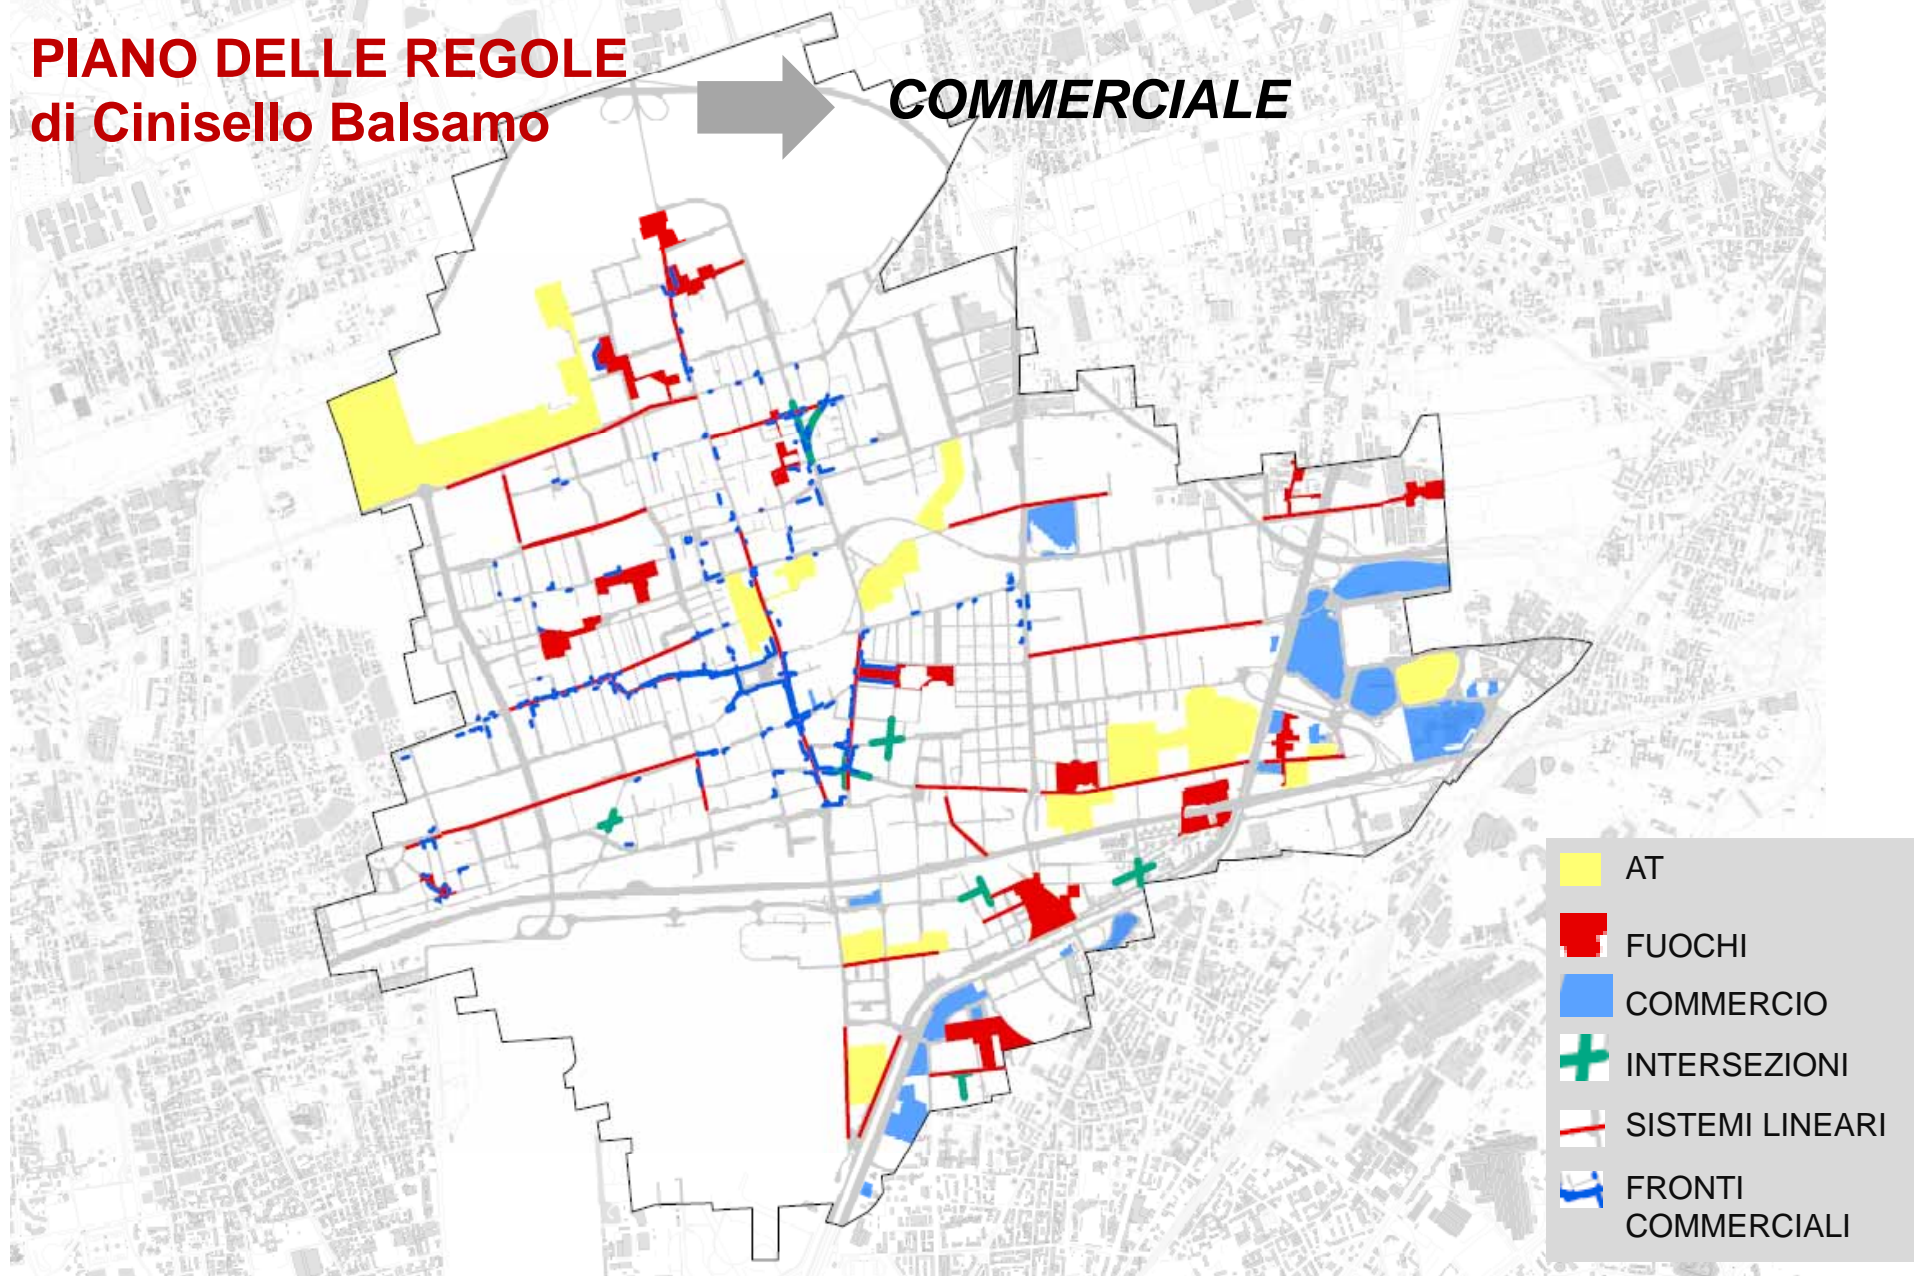 PIANO DELLE REGOLE
di Cinisello Balsamo
COMMERCIALE
AT
FUOCHI
COMMERCIO
INTERSEZIONI
SISTEMI LINEARI
FRONTI
COMMERCIALI